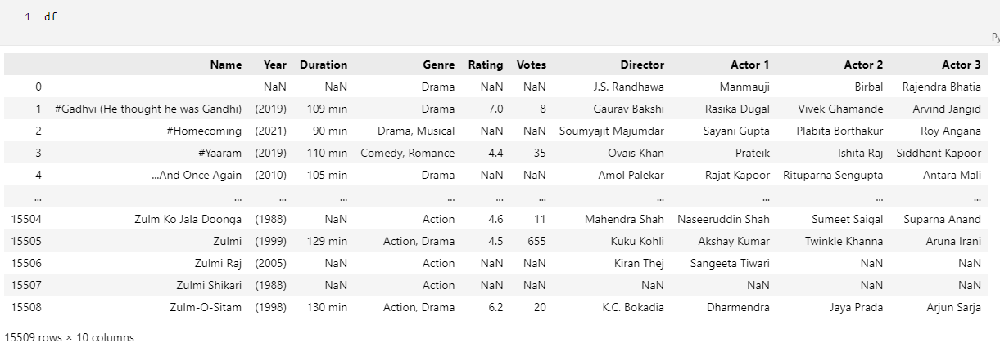 1 df
Py
Name Year Duration Genre Rating Votes Director Actor 1 Actor 2 Actor 3
0 NaN NaN Drama NaN NaN J.S. Randhawa Manmauji Birbal Rajendra Bhatia
1 #Gadhvi (He thought he was Gandhi) (2019) 109 min Drama 7.0 8 Gaurav Bakshi Rasika Dugal Vivek Ghamande Arvind Jangid
2 #Homecoming (2021) 90 min Drama, Musical NaN NaN Soumyajit Majumdar Sayani Gupta Plabita Borthakur Roy Angana
3 #Yaaram (2019) 110 min Comedy, Romance 4.4 35 Ovais Khan Prateik Ishita Raj Siddhant Kapoor
4 ...And Once Again (2010) 105 min Drama NaN NaN Amol Palekar Rajat Kapoor Rituparna Sengupta Antara Mali
... ... ... ... ... ... ... ... ... ... ...
15504 Zulm Ko Jala Doonga (1988) NaN Action 4.6 11 Mahendra Shah Naseeruddin Shah Sumeet Saigal Suparna Anand
15505 Zulmi (1999) 129 min Action, Drama 4.5 655 Kuku Kohli Akshay Kumar Twinkle Khanna Aruna Irani
15506 Zulmi Raj (2005) NaN Action NaN NaN Kiran Thej Sangeeta Tiwari NaN NaN
15507 Zulmi Shikari (1988) NaN Action NaN NaN NaN NaN NaN NaN
15508 Zulm-O-Sitam (1998) 130 min Action, Drama 6.2 20 K.C. Bokadia Dharmendra Jaya Prada Arjun Sarja
15509 rows × 10 columns